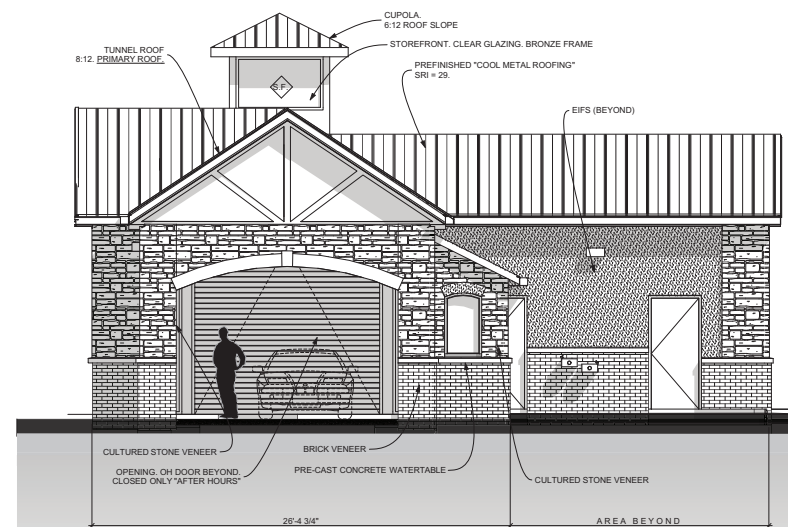 CUPOLA.
6:12 ROOF SLOPE
TUNNEL ROOF
8:12. PRIMARY ROOF.
STOREFRONT. CLEAR GLAZING. BRONZE FRAME
PREFINISHED "COOL METAL ROOFING"
SRI = 29.
S.F.
EIFS (BEYOND)
CULTURED STONE VENEER
BRICK VENEER
OPENING. OH DOOR BEYOND.
CLOSED ONLY "AFTER HOURS"
PRE-CAST CONCRETE WATERTABLE
CULTURED STONE VENEER
26'-4 3/4"
AREA BEYOND